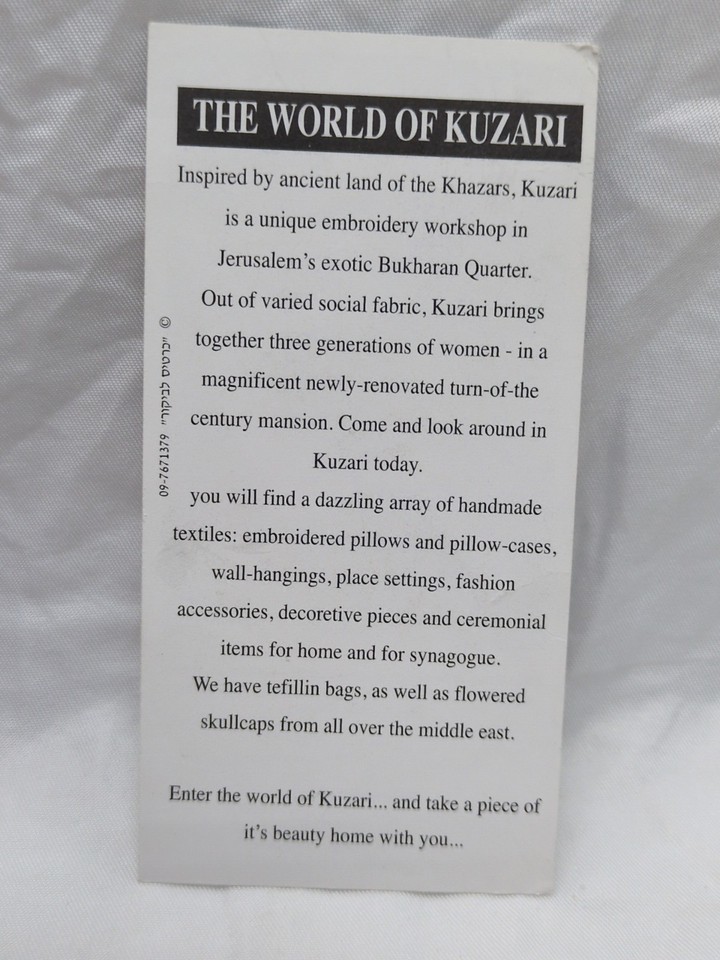 THE WORLD OF KUZARI
Inspired by ancient land of the Khazars, Kuzari
is a unique embroidery workshop in
Jerusalem's exotic Bukharan Quarter.
Out of varied social fabric, Kuzari brings
together three generations of women - in a
magnificent newly-renovated turn-of-the
century mansion. Come and look around in
Kuzari today.
you will find a dazzling array of handmade
textiles: embroidered pillows and pillow-cases,
wall-hangings, place settings, fashion
accessories, decoretive pieces and ceremonial
items for home and for synagogue.
We have tefillin bags, as well as flowered
skullcaps from all over the middle east.
Enter the world of Kuzari... and take a piece of
it's beauty home with you...
© 09-7671379